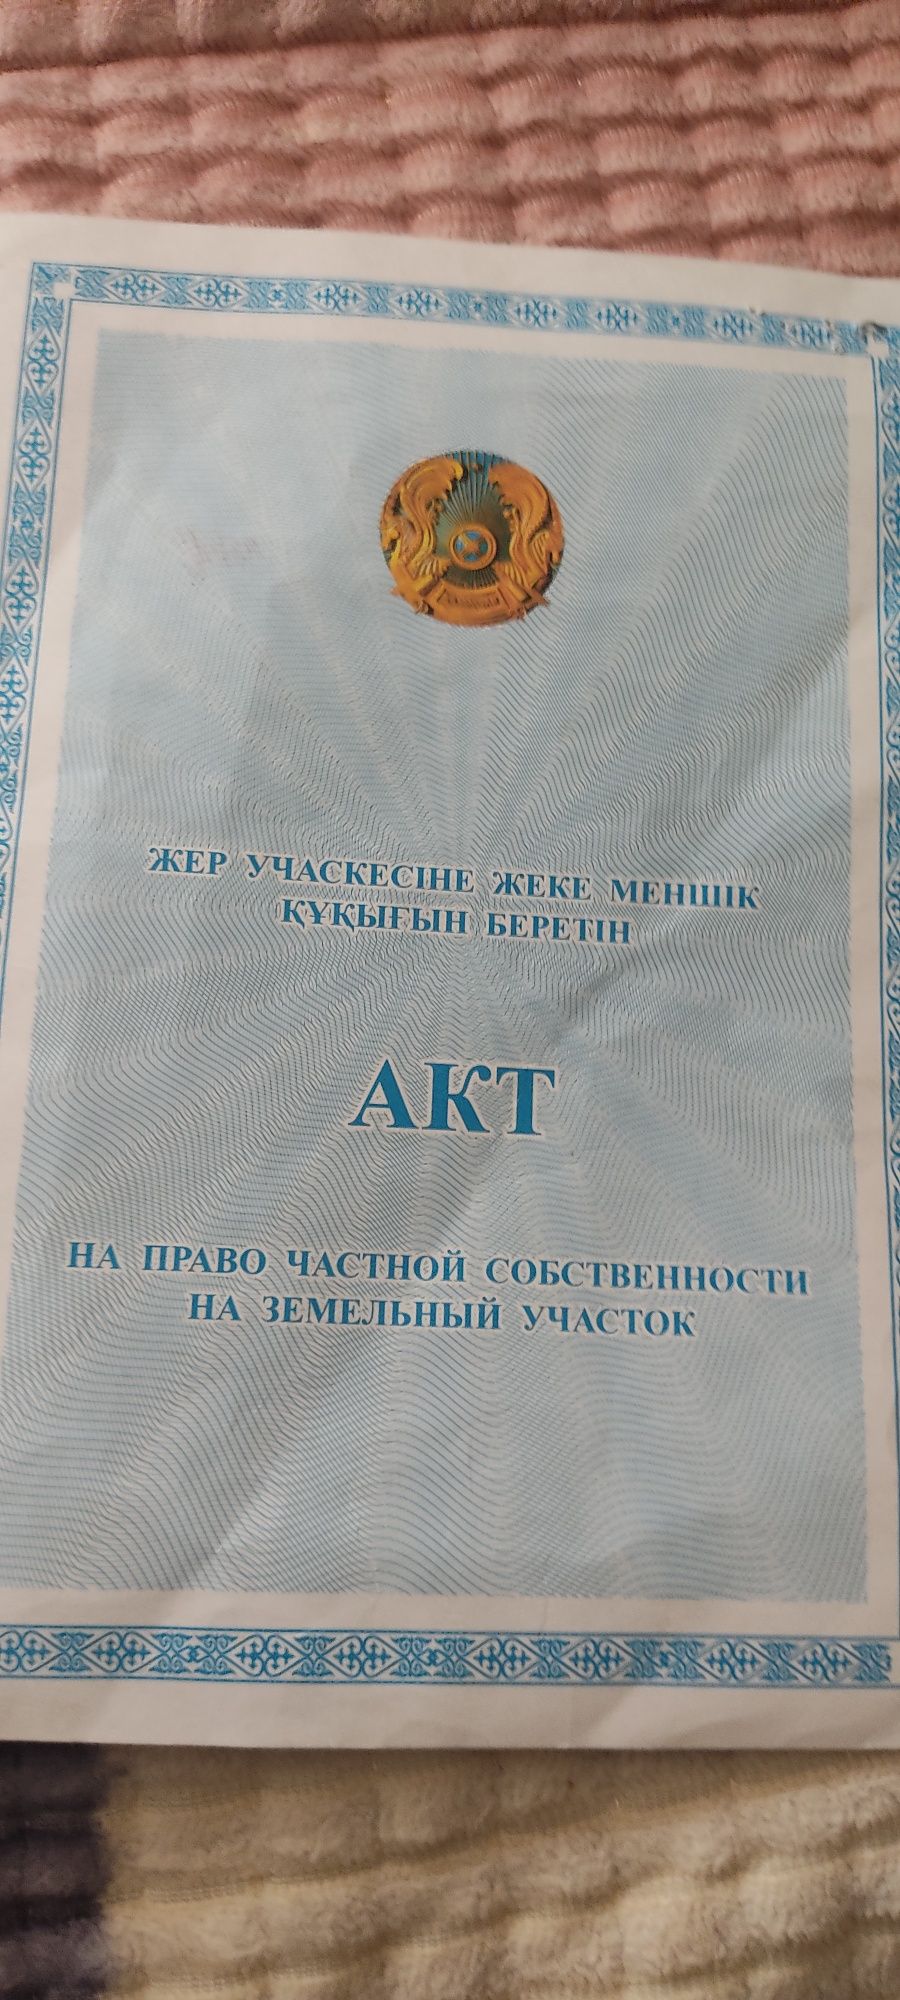 ЖЕР УЧАСКЕСІНЕ ЖЕКЕ МЕНШІК
ҚҰҚЫҒЫН БЕРЕТІН
АКТ
НА ПРАВО ЧАСТНОЙ СОБСТВЕННОСТИ
НА ЗЕМЕЛЬНЫЙ УЧАСТОК